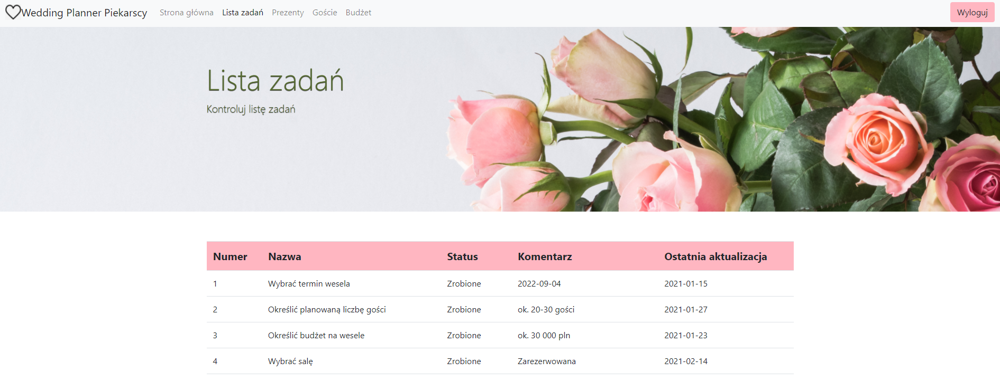 Wedding Planner Piekarscy Strona główna Lista zadań Prezenty Goście Budżet Wyloguj
Lista zadań
Kontroluj listę zadań
Numer Nazwa Status Komentarz Ostatnia aktualizacja
1 Wybrać termin wesela Zrobione 2022-09-04 2021-01-15
2 Określić planowaną liczbę gości Zrobione ok. 20-30 gości 2021-01-27
3 Określić budżet na wesele Zrobione ok. 30 000 pln 2021-01-23
4 Wybrać salę Zrobione Zarezerwowana 2021-02-14